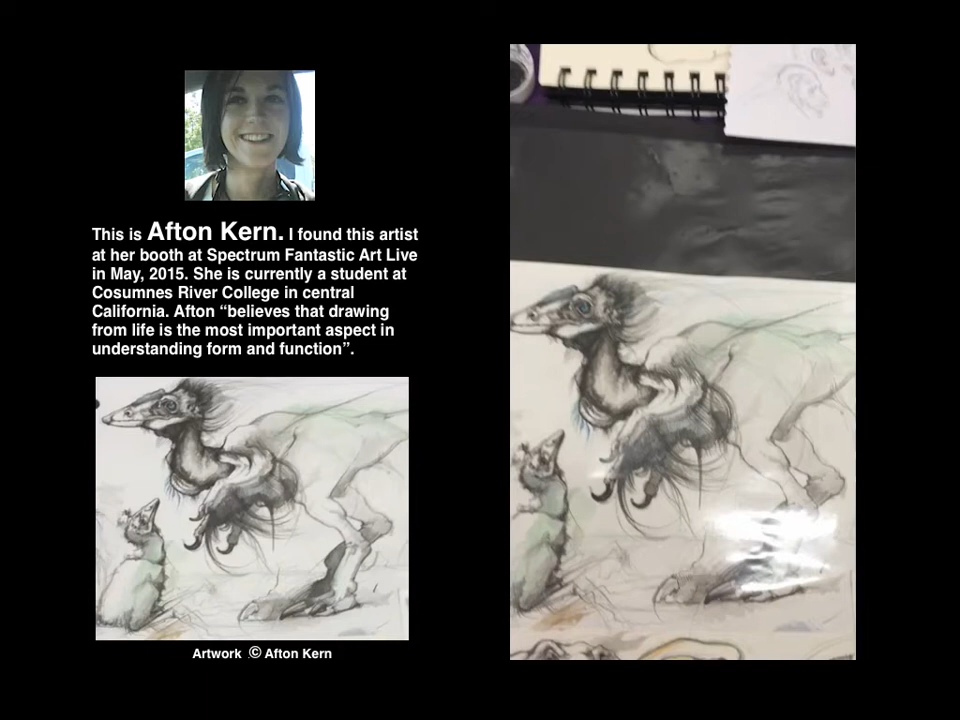 This is Afton Kern. I found this artist
at her booth at Spectrum Fantastic Art Live
in May, 2015. She is currently a student at
Cosumnes River College in central
California. Afton “believes that drawing
from life is the most important aspect in
understanding form and function”.
Artwork © Afton Kern